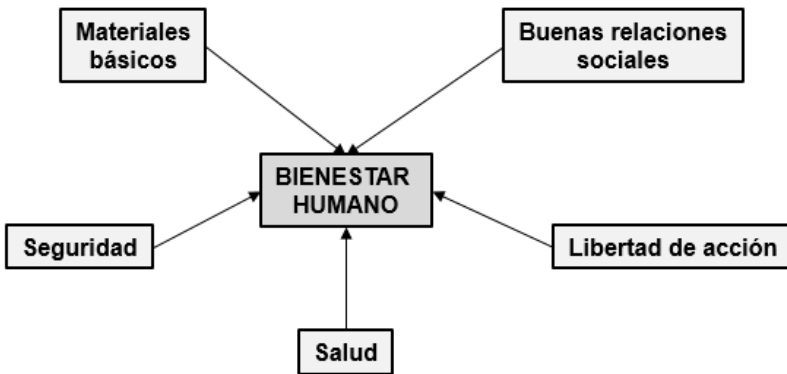 Materiales
básicos
Buenas relaciones
sociales
BIENESTAR
HUMANO
Seguridad
Libertad de acción
Salud